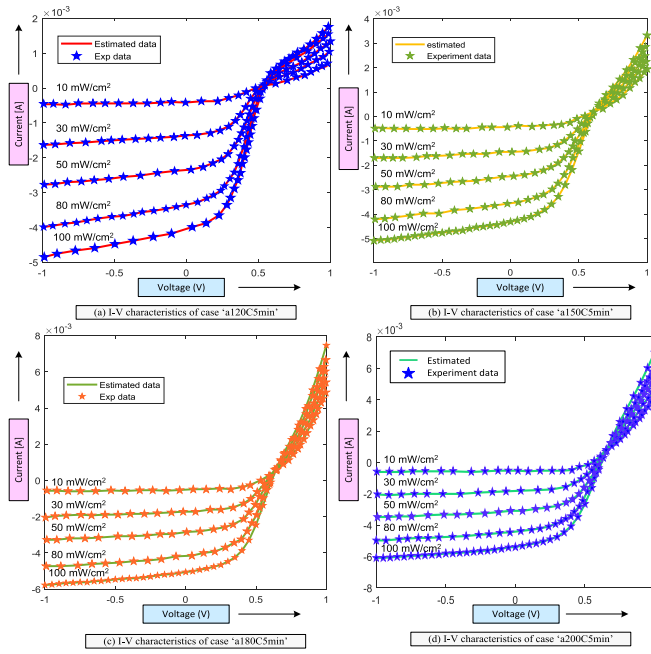 ×10⁻³
2
1
0
-1
-2
-3
-4
-5
Current [A]
Estimated data
Exp data
10 mW/cm²
30 mW/cm²
50 mW/cm²
80 mW/cm²
100 mW/cm²
-1
-0.5
0
0.5
1
Voltage (V)
(a) I-V characteristics of case 'a120C5min'
×10⁻³
4
3
2
1
0
-1
-2
-3
-4
-5
-6
Current [A]
estimated
Experiment data
10 mW/cm²
30 mW/cm²
50 mW/cm²
80 mW/cm²
100 mW/cm²
-1
-0.5
0
0.5
1
Voltage (V)
(b) I-V characteristics of case 'a150C5min'
×10⁻³
8
6
4
2
0
-2
-4
-6
Current [A]
Estimated data
Exp data
10 mW/cm²
30 mW/cm²
50 mW/cm²
80 mW/cm²
100 mW/cm²
-1
-0.5
0
0.5
1
Voltage (V)
(c) I-V characteristics of case 'a180C5min'
×10⁻³
8
6
4
2
0
-2
-4
-6
-8
Current [A]
Estimated
Experiment data
10 mW/cm²
30 mW/cm²
50 mW/cm²
80 mW/cm²
100 mW/cm²
-1
-0.5
0
0.5
Voltage (V)
(d) I-V characteristics of case 'a200C5min'